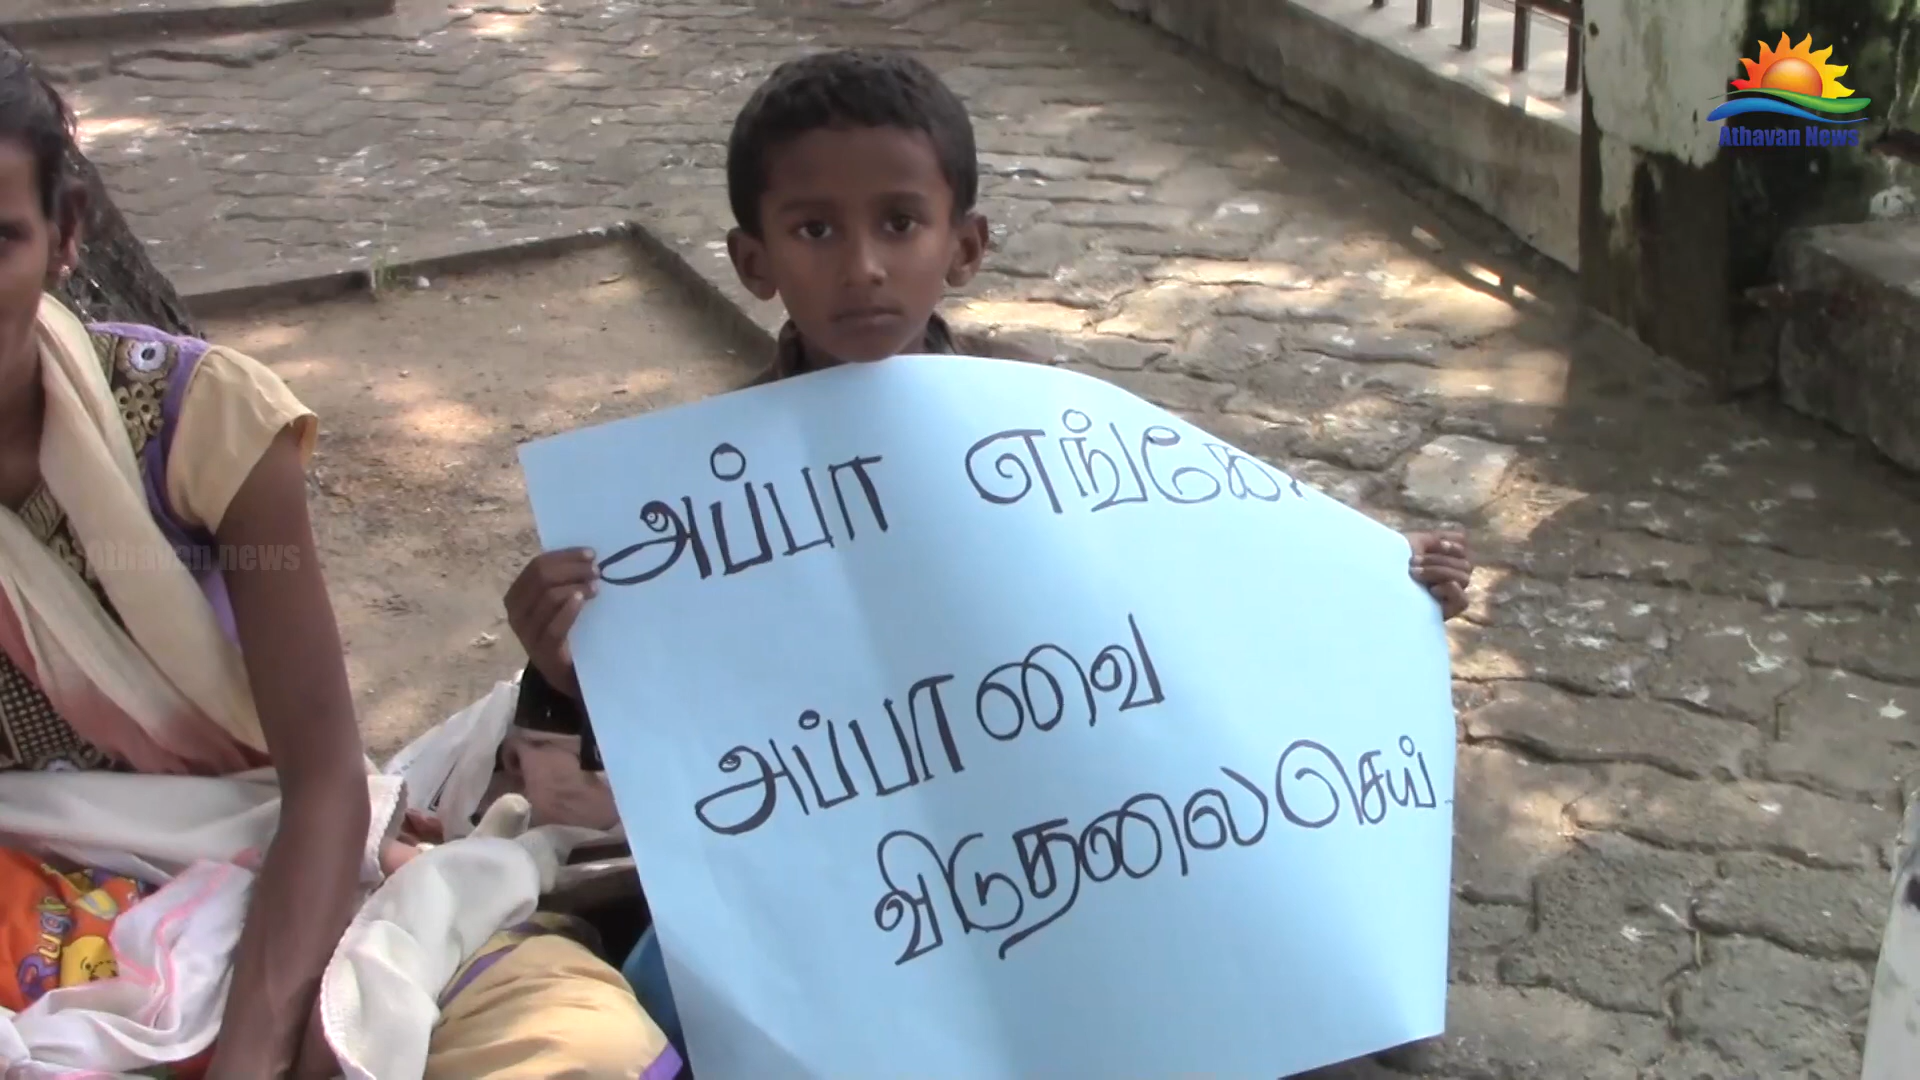 Athavan News
அப்பா எங்கே
அப்பாவை
விடுதலை செய்
Athavan news